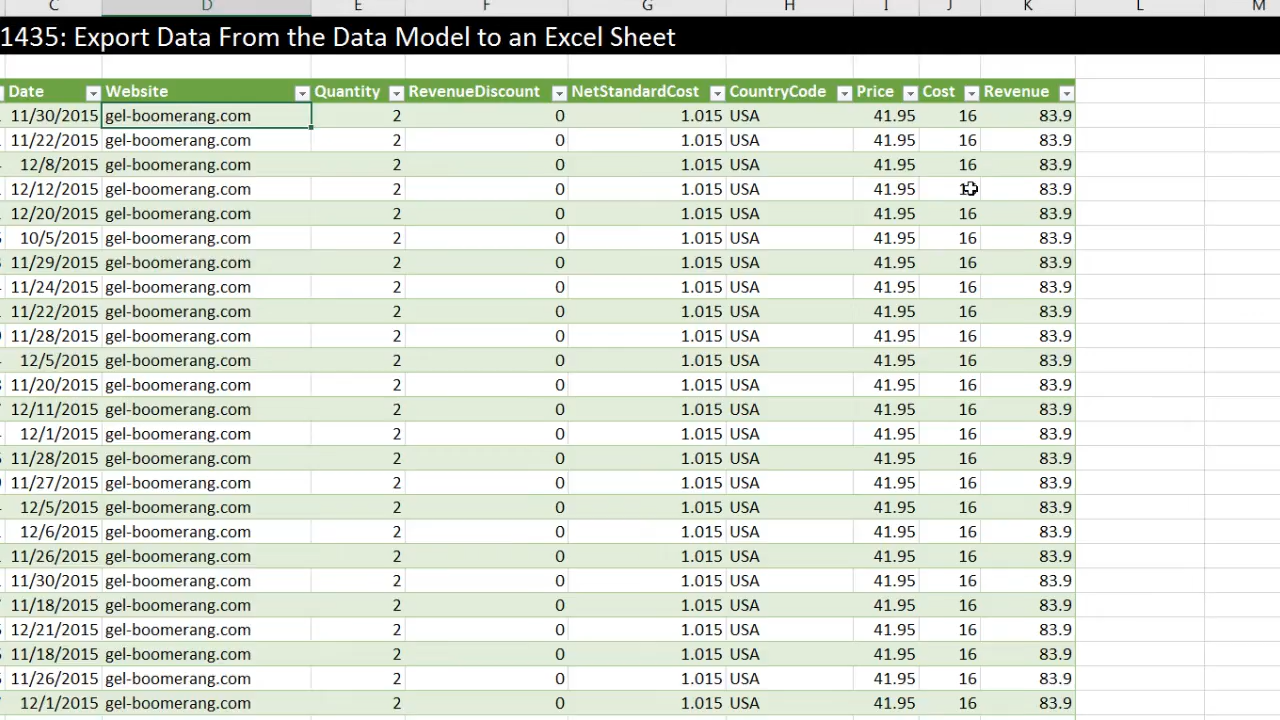 C D E F G H I J K L M
1435: Export Data From the Data Model to an Excel Sheet
Date Website Quantity RevenueDiscount NetStandardCost CountryCode Price Cost Revenue
11/30/2015 gel-boomerang.com 2 0 1.015 USA 41.95 16 83.9
11/22/2015 gel-boomerang.com 2 0 1.015 USA 41.95 16 83.9
12/8/2015 gel-boomerang.com 2 0 1.015 USA 41.95 16 83.9
12/12/2015 gel-boomerang.com 2 0 1.015 USA 41.95 83.9
12/20/2015 gel-boomerang.com 2 0 1.015 USA 41.95 16 83.9
10/5/2015 gel-boomerang.com 2 0 1.015 USA 41.95 16 83.9
11/29/2015 gel-boomerang.com 2 0 1.015 USA 41.95 16 83.9
11/24/2015 gel-boomerang.com 2 0 1.015 USA 41.95 16 83.9
11/22/2015 gel-boomerang.com 2 0 1.015 USA 41.95 16 83.9
11/28/2015 gel-boomerang.com 2 0 1.015 USA 41.95 16 83.9
12/5/2015 gel-boomerang.com 2 0 1.015 USA 41.95 16 83.9
11/20/2015 gel-boomerang.com 2 0 1.015 USA 41.95 16 83.9
12/11/2015 gel-boomerang.com 2 0 1.015 USA 41.95 16 83.9
12/1/2015 gel-boomerang.com 2 0 1.015 USA 41.95 16 83.9
11/28/2015 gel-boomerang.com 2 0 1.015 USA 41.95 16 83.9
11/27/2015 gel-boomerang.com 2 0 1.015 USA 41.95 16 83.9
12/5/2015 gel-boomerang.com 2 0 1.015 USA 41.95 16 83.9
12/6/2015 gel-boomerang.com 2 0 1.015 USA 41.95 16 83.9
11/26/2015 gel-boomerang.com 2 0 1.015 USA 41.95 16 83.9
11/30/2015 gel-boomerang.com 2 0 1.015 USA 41.95 16 83.9
11/18/2015 gel-boomerang.com 2 0 1.015 USA 41.95 16 83.9
12/21/2015 gel-boomerang.com 2 0 1.015 USA 41.95 16 83.9
11/18/2015 gel-boomerang.com 2 0 1.015 USA 41.95 16 83.9
11/26/2015 gel-boomerang.com 2 0 1.015 USA 41.95 16 83.9
12/1/2015 gel-boomerang.com 2 0 1.015 USA 41.95 16 83.9